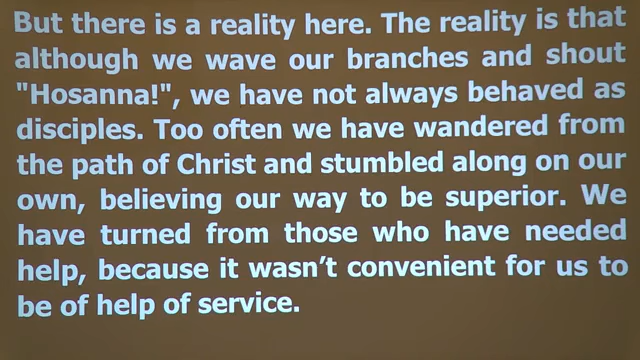 But there is a reality here. The reality is that
although we wave our branches and shout
"Hosanna!", we have not always behaved as
disciples. Too often we have wandered from
the path of Christ and stumbled along on our
own, believing our way to be superior. We
have turned from those who have needed
help, because it wasn’t convenient for us to
be of help of service.